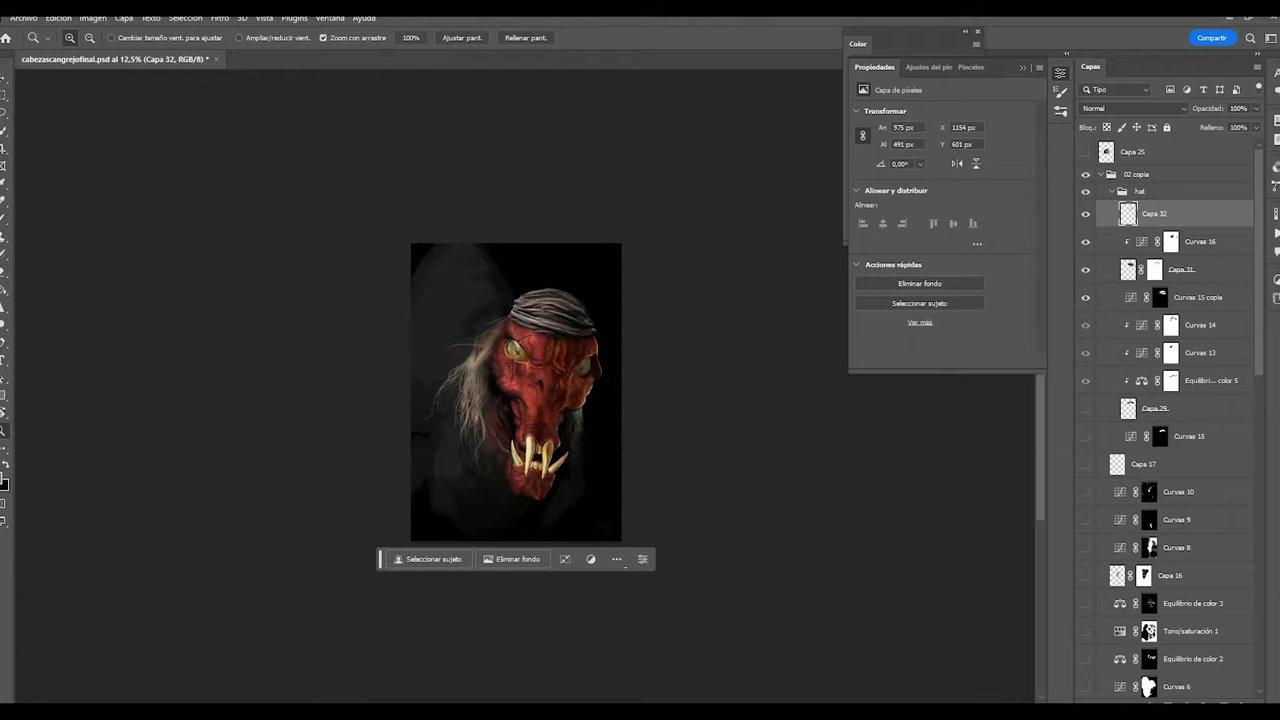 Archivo Edición Imagen Capa Texto Selección Filtro 3D Vista Plugins Ventana Ayuda
Cambiar tamaño vent. para ajustar Ampliar/reducir vent. Zoom con arrastre 100% Ajustar pant. Rellenar pant. Compartir
cabezascangrejofinal.psd al 12,5% (Capa 32, RGB/8) * ×
Color
Propiedades Ajustes del pin Pinceles
Capa de píxeles
Transformar
An 975 px X 1154 px
Al 491 px Y 601 px
0,00°
Alinear y distribuir
Alinear:
Acciones rápidas
Eliminar fondo
Seleccionar sujeto
Ver más
Seleccionar sujeto Eliminar fondo
Capas
Tipo
Normal Opacidad: 100%
Bloq.: Relleno: 100%
Capa 25
02 copia
hat
Capa 32
Curvas 16
Capa 31
Curvas 15 copia
Curvas 14
Curvas 13
Equilibri... color 5
Capa 29
Curvas 15
Capa 17
Curvas 10
Curvas 9
Curvas 8
Capa 16
Equilibrio de color 3
Tono/saturación 1
Equilibrio de color 2
Curvas 6